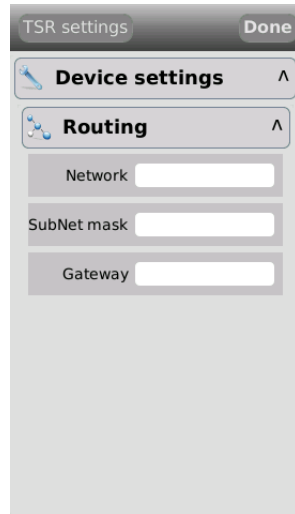 TSR settings Done
Device settings ^
Routing ^
Network
SubNet mask
Gateway